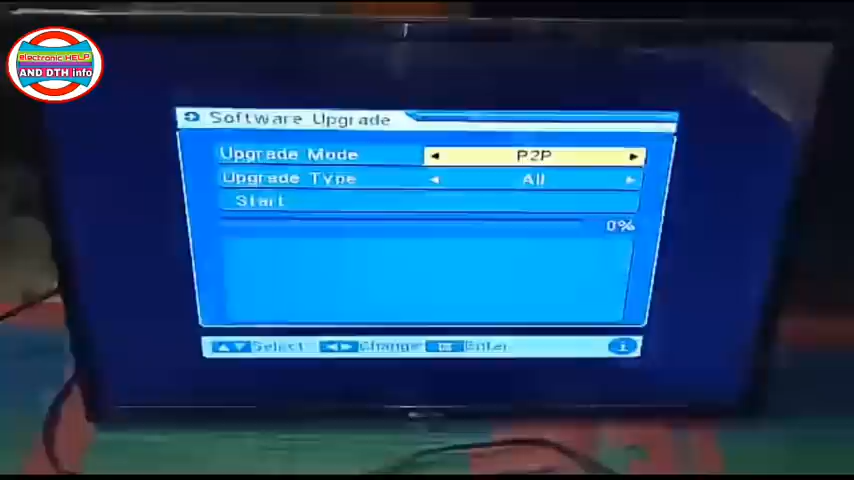 electronic HELP
AND DTH info
Software Upgrade
Upgrade Mode ◄ P2P ►
Upgrade Type ◄ All ►
Start
0%
▲▼ Select ◄► Change Enter i